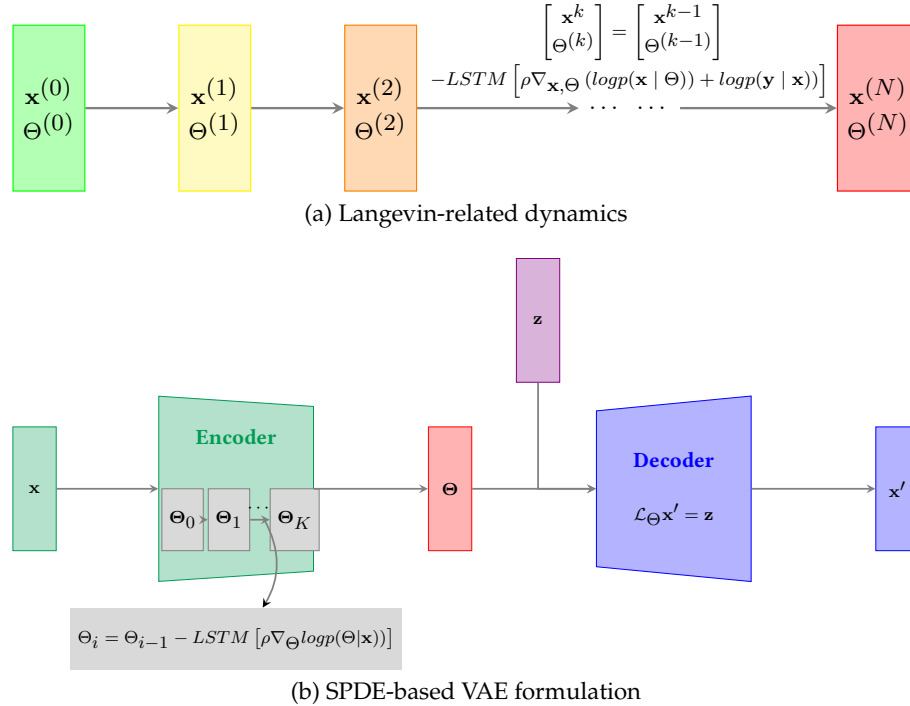 [x^k Θ^(k)] = [x^{k−1} Θ^(k−1)]
−LSTM [ρ∇_{x,Θ} (logp(x | Θ)) + logp(y | x))]
x^(0) x^(1) x^(2) ··· ··· x^(N)
Θ^(0) Θ^(1) Θ^(2) Θ^(N)
(a) Langevin-related dynamics
z
Encoder
Decoder
x Θ x′
Θ_0 Θ_1 ··· Θ_K
ℒ_Θ x′ = z
Θ_i = Θ_{i−1} − LSTM [ρ∇_Θ logp(Θ|x))]
(b) SPDE-based VAE formulation